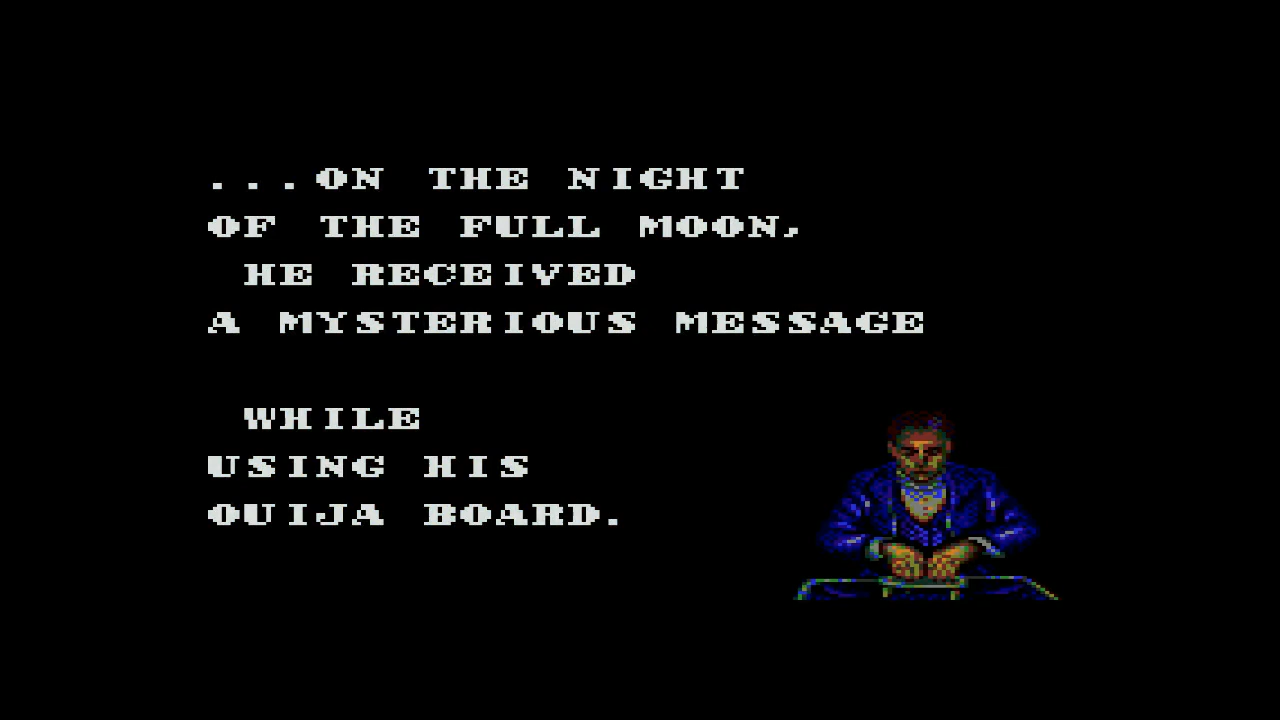 ...ON THE NIGHT
OF THE FULL MOON,
HE RECEIVED
A MYSTERIOUS MESSAGE
WHILE
USING HIS
OUIJA BOARD.